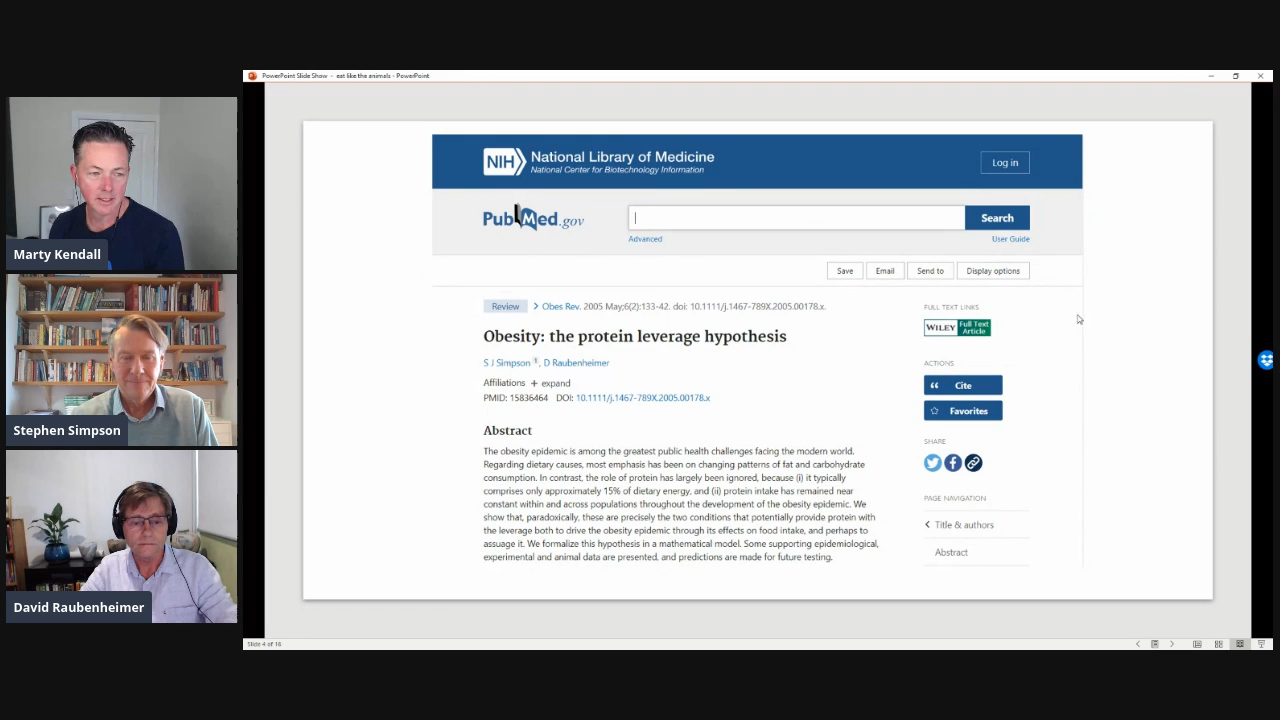 PowerPoint Slide Show - eat like the animals - PowerPoint
Marty Kendall
Stephen Simpson
David Raubenheimer
NIH National Library of Medicine
National Center for Biotechnology Information
Log in
PubMed.gov
Search
Advanced
User Guide
Save
Email
Send to
Display options
Review
> Obes Rev. 2005 May;6(2):133-42. doi: 10.1111/j.1467-789X.2005.00178.x.
Obesity: the protein leverage hypothesis
S J Simpson 1, D Raubenheimer
Affiliations + expand
PMID: 15836464 DOI: 10.1111/j.1467-789X.2005.00178.x
Abstract
The obesity epidemic is among the greatest public health challenges facing the modern world.
Regarding dietary causes, most emphasis has been on changing patterns of fat and carbohydrate
consumption. In contrast, the role of protein has largely been ignored, because (i) it typically
comprises only approximately 15% of dietary energy, and (ii) protein intake has remained near
constant within and across populations throughout the development of the obesity epidemic. We
show that, paradoxically, these are precisely the two conditions that potentially provide protein with
the leverage both to drive the obesity epidemic through its effects on food intake, and perhaps to
assuage it. We formalize this hypothesis in a mathematical model. Some supporting epidemiological,
experimental and animal data are presented, and predictions are made for future testing.
FULL TEXT LINKS
WILEY Full Text Article
ACTIONS
Cite
Favorites
SHARE
PAGE NAVIGATION
< Title & authors
Abstract
Slide 4 of 16